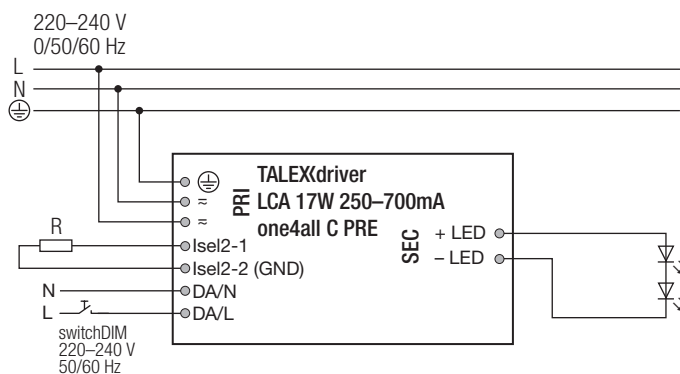 220–240 V
0/50/60 Hz
L
N
TALEXXdriver
LCA 17W 250–700mA
one4all C PRE
PRI
SEC
≂
≂
+ LED
– LED
R
Isel2-1
Isel2-2 (GND)
N
DA/N
L
DA/L
switchDIM
220–240 V
50/60 Hz